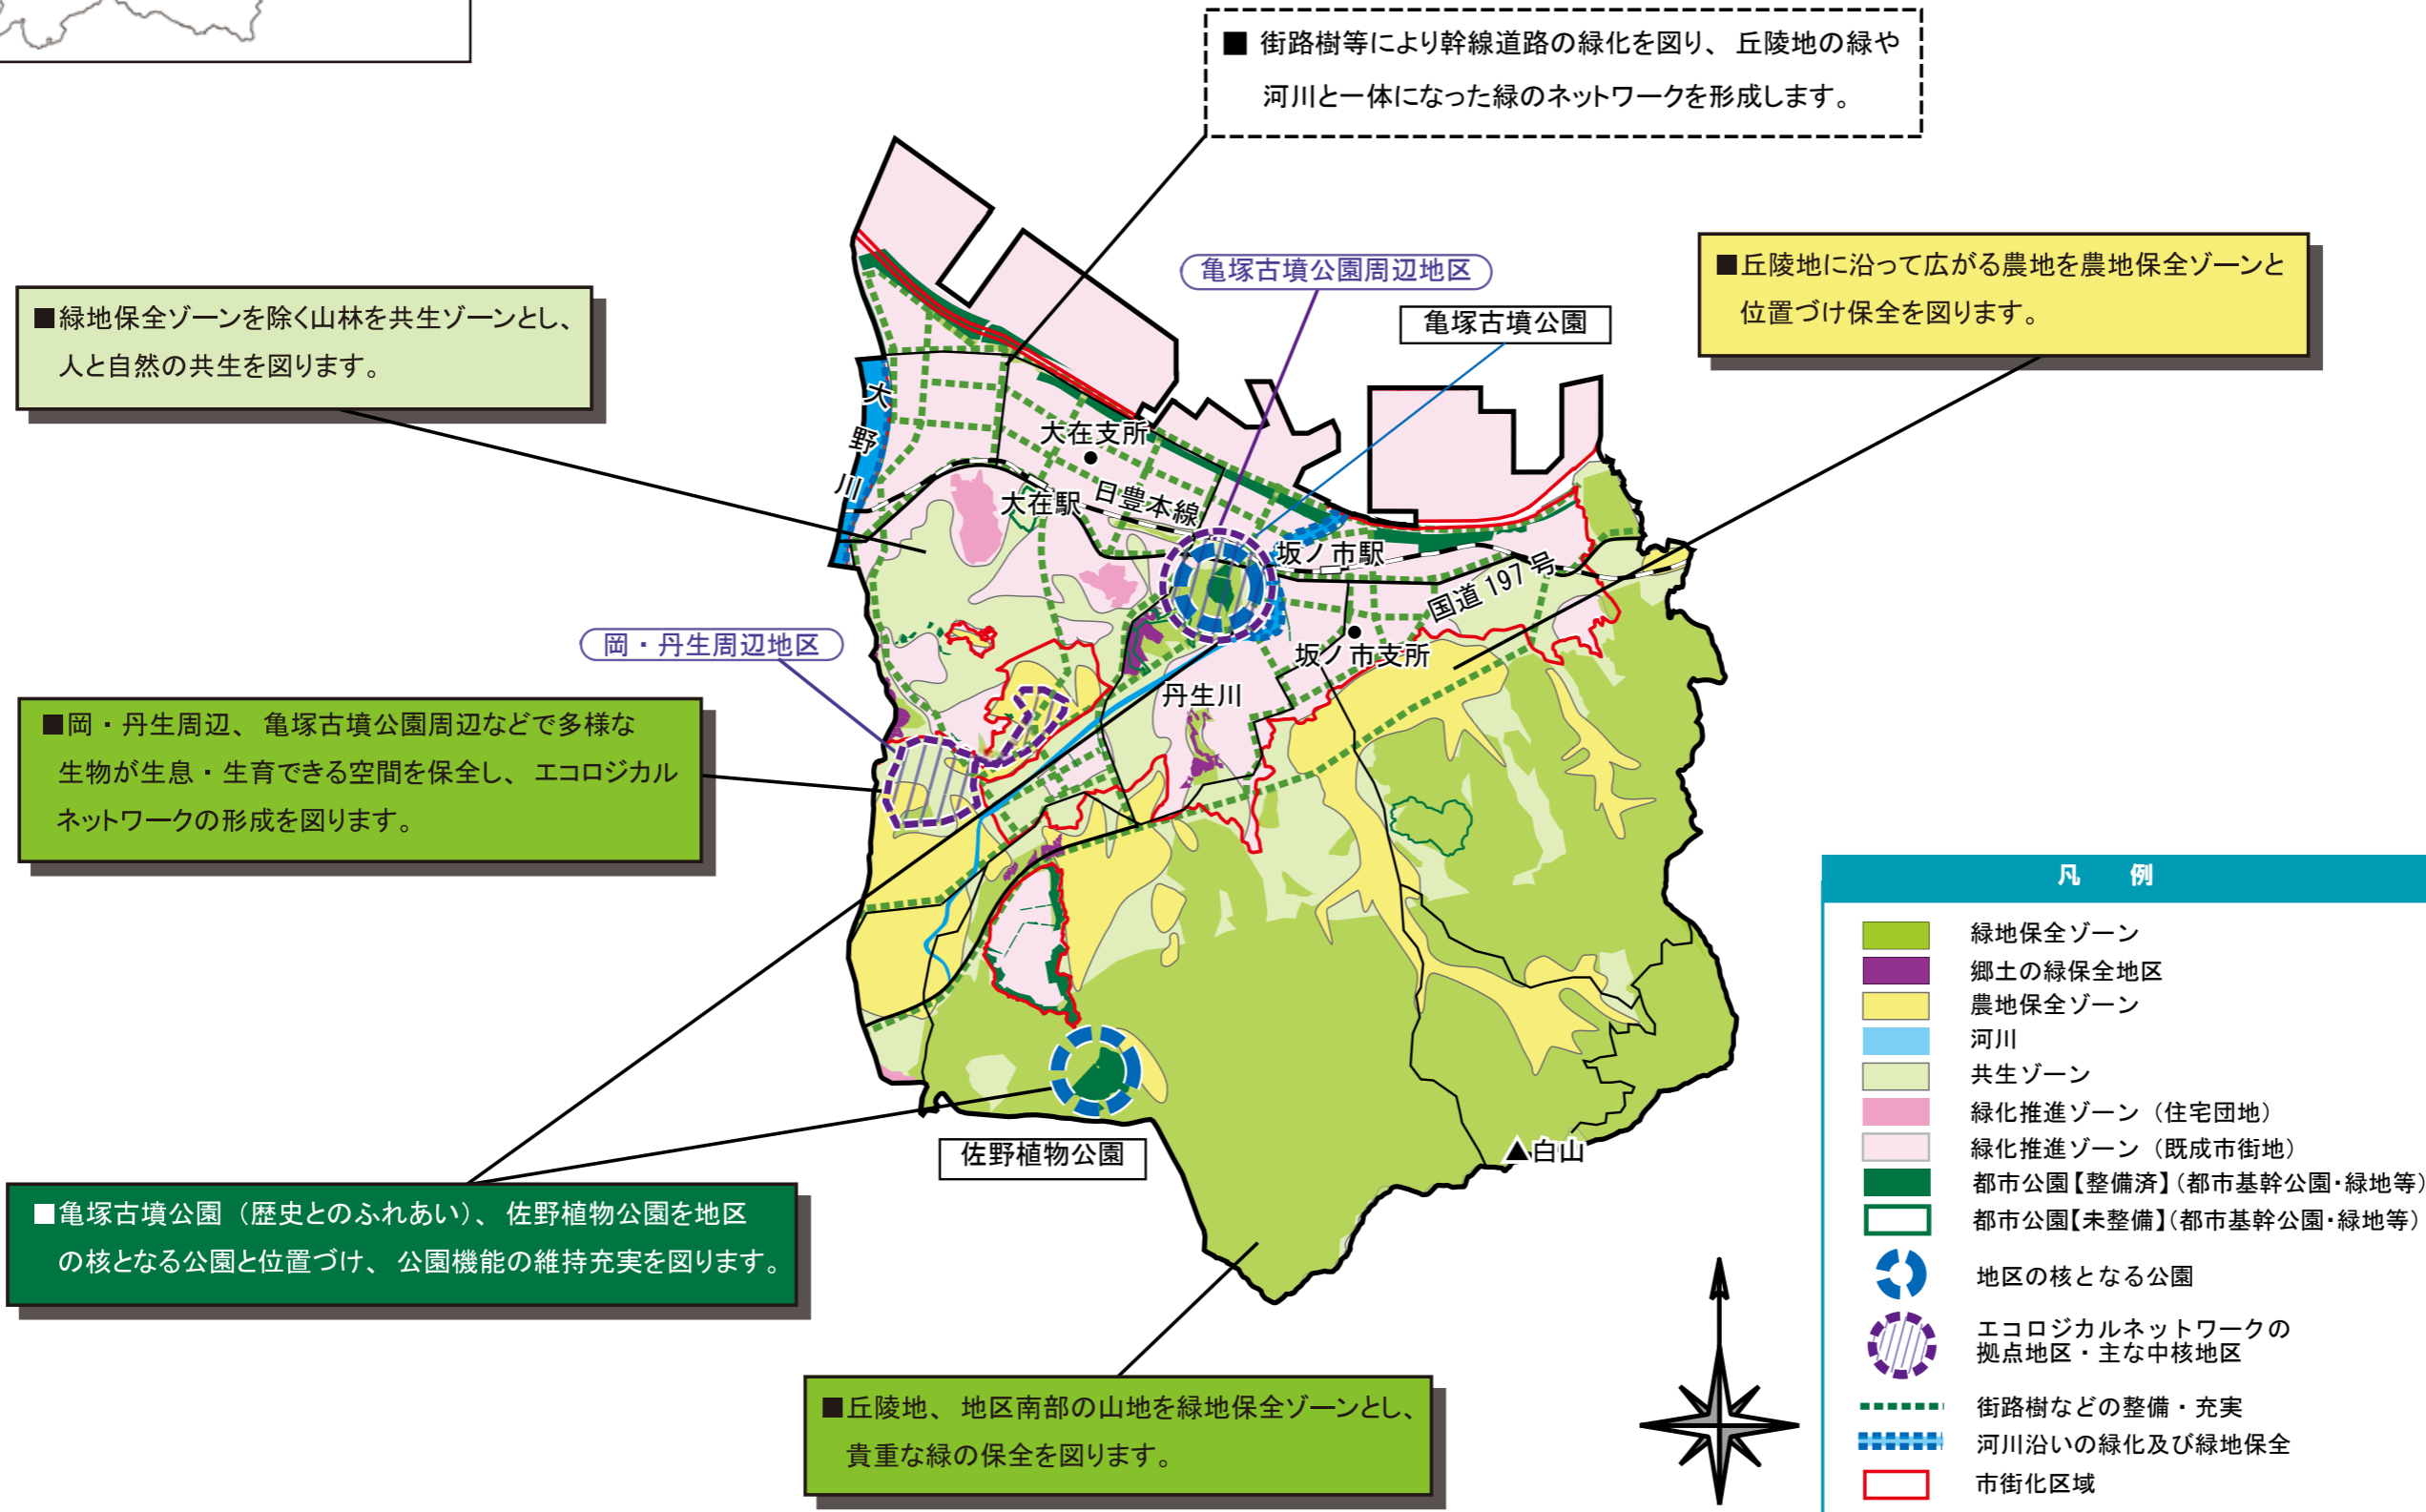 ■ 街路樹等により幹線道路の緑化を図り、丘陵地の緑や
河川と一体になった緑のネットワークを形成します。
亀塚古墳公園周辺地区
亀塚古墳公園
■丘陵地に沿って広がる農地を農地保全ゾーンと
位置づけ保全を図ります。
■緑地保全ゾーンを除く山林を共生ゾーンとし、
人と自然の共生を図ります。
大野川
大在支所
大在駅
日豊本線
坂ノ市駅
国道197号
坂ノ市支所
岡・丹生周辺地区
丹生川
■岡・丹生周辺、亀塚古墳公園周辺などで多様な
生物が生息・生育できる空間を保全し、エコロジカル
ネットワークの形成を図ります。
佐野植物公園
▲白山
■亀塚古墳公園（歴史とのふれあい）、佐野植物公園を地区
の核となる公園と位置づけ、公園機能の維持充実を図ります。
■丘陵地、地区南部の山地を緑地保全ゾーンとし、
貴重な緑の保全を図ります。
凡 例
緑地保全ゾーン
郷土の緑保全地区
農地保全ゾーン
河川
共生ゾーン
緑化推進ゾーン（住宅団地）
緑化推進ゾーン（既成市街地）
都市公園【整備済】（都市基幹公園・緑地等）
都市公園【未整備】（都市基幹公園・緑地等）
地区の核となる公園
エコロジカルネットワークの
拠点地区・主な中核地区
街路樹などの整備・充実
河川沿いの緑化及び緑地保全
市街化区域